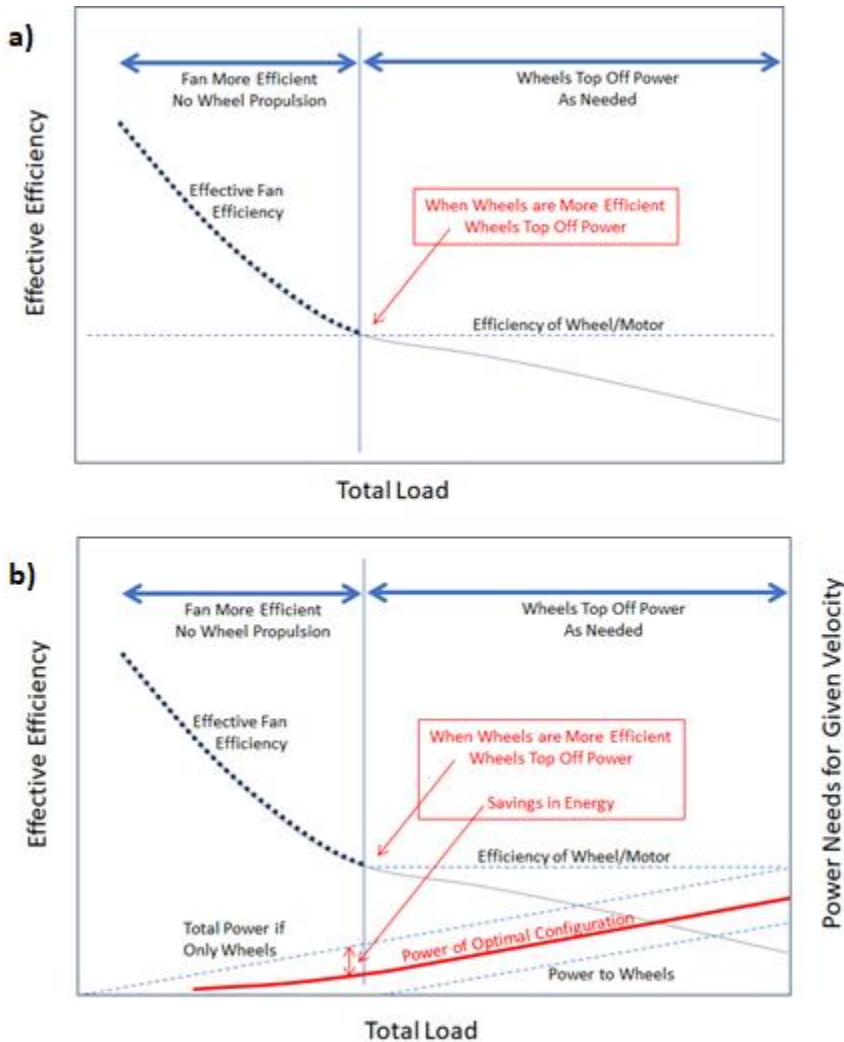 a)
Fan More Efficient
No Wheel Propulsion
Wheels Top Off Power
As Needed
Effective Efficiency
Effective Fan
Efficiency
When Wheels are More Efficient
Wheels Top Off Power
Efficiency of Wheel/Motor
Total Load
b)
Fan More Efficient
No Wheel Propulsion
Wheels Top Off Power
As Needed
Effective Efficiency
Power Needs for Given Velocity
Effective Fan
Efficiency
When Wheels are More Efficient
Wheels Top Off Power
Savings in Energy
Efficiency of Wheel/Motor
Total Power if
Only Wheels
Power of Optimal Configuration
Power to Wheels
Total Load